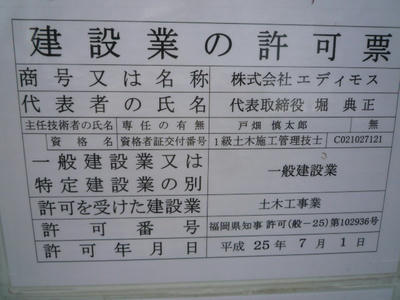 建設業の許可票
商号又は名称 株式会社エディモス
代表者の氏名 代表取締役 堀 典正
主任技術者の氏名 専任の有無 戸畑 慎太郎 無
資格名 資格者証交付番号 1級土木施工管理技士 C021027121
一般建設業又は
特定建設業の別 一般建設業
許可を受けた建設業 土木工事業
許可番号 福岡県知事 許可(般-25)第102936号
許可年月日 平成 25年 7月 1日